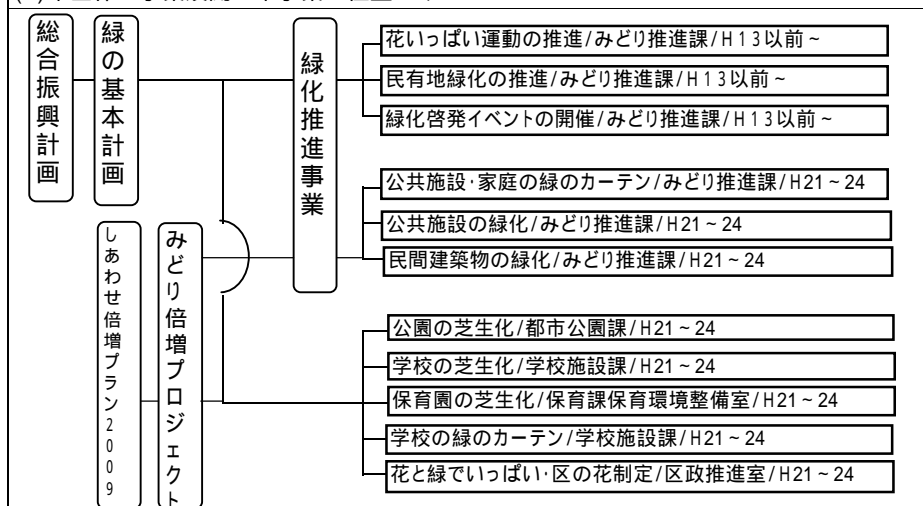 総合振興計画
緑の基本計画
緑化推進事業
花いっぱい運動の推進/みどり推進課/H13以前~
民有地緑化の推進/みどり推進課/H13以前~
緑化啓発イベントの開催/みどり推進課/H13以前~
公共施設・家庭の緑のカーテン/みどり推進課/H21~24
公共施設の緑化/みどり推進課/H21~24
民間建築物の緑化/みどり推進課/H21~24
しあわせ倍増プラン2009
みどり倍増プロジェクト
公園の芝生化/都市公園課/H21~24
学校の芝生化/学校施設課/H21~24
保育園の芝生化/保育課保育環境整備室/H21~24
学校の緑のカーテン/学校施設課/H21~24
花と緑でいっぱい・区の花制定/区政推進室/H21~24